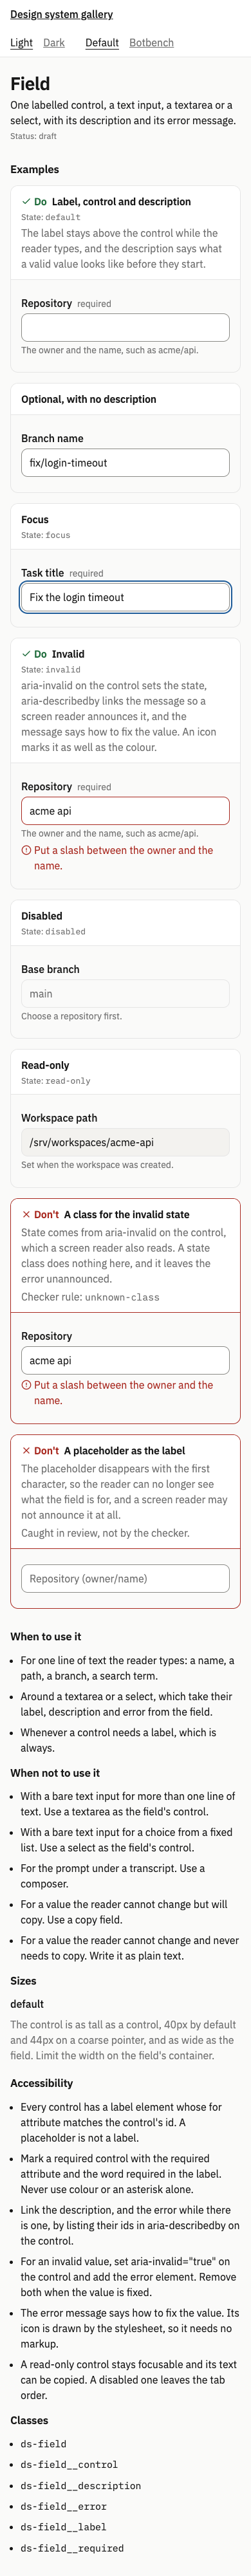 Design system gallery
Light Dark Default Botbench
Field
One labelled control, a text input, a textarea or a
select, with its description and its error message.
Status: draft
Examples
Do Label, control and description
State: default
The label stays above the control while the
reader types, and the description says what
a valid value looks like before they start.
Repository required
The owner and the name, such as acme/api.
Optional, with no description
Branch name
fix/login-timeout
Focus
State: focus
Task title required
Fix the login timeout
Do Invalid
State: invalid
aria-invalid on the control sets the state,
aria-describedby links the message so a
screen reader announces it, and the
message says how to fix the value. An icon
marks it as well as the colour.
Repository required
acme api
The owner and the name, such as acme/api.
Put a slash between the owner and the
name.
Disabled
State: disabled
Base branch
main
Choose a repository first.
Read-only
State: read-only
Workspace path
/srv/workspaces/acme-api
Set when the workspace was created.
Don't A class for the invalid state
State comes from aria-invalid on the control,
which a screen reader also reads. A state
class does nothing here, and it leaves the
error unannounced.
Checker rule: unknown-class
Repository
acme api
Put a slash between the owner and the
name.
Don't A placeholder as the label
The placeholder disappears with the first
character, so the reader can no longer see
what the field is for, and a screen reader may
not announce it at all.
Caught in review, not by the checker.
Repository (owner/name)
When to use it
• For one line of text the reader types: a name, a
path, a branch, a search term.
• Around a textarea or a select, which take their
label, description and error from the field.
• Whenever a control needs a label, which is
always.
When not to use it
• With a bare text input for more than one line of
text. Use a textarea as the field's control.
• With a bare text input for a choice from a fixed
list. Use a select as the field's control.
• For the prompt under a transcript. Use a
composer.
• For a value the reader cannot change but will
copy. Use a copy field.
• For a value the reader cannot change and never
needs to copy. Write it as plain text.
Sizes
default
The control is as tall as a control, 40px by default
and 44px on a coarse pointer, and as wide as the
field. Limit the width on the field's container.
Accessibility
• Every control has a label element whose for
attribute matches the control's id. A
placeholder is not a label.
• Mark a required control with the required
attribute and the word required in the label.
Never use colour or an asterisk alone.
• Link the description, and the error while there
is one, by listing their ids in aria-describedby on
the control.
• For an invalid value, set aria-invalid="true" on
the control and add the error element. Remove
both when the value is fixed.
• The error message says how to fix the value. Its
icon is drawn by the stylesheet, so it needs no
markup.
• A read-only control stays focusable and its text
can be copied. A disabled one leaves the tab
order.
Classes
• ds-field
• ds-field__control
• ds-field__description
• ds-field__error
• ds-field__label
• ds-field__required